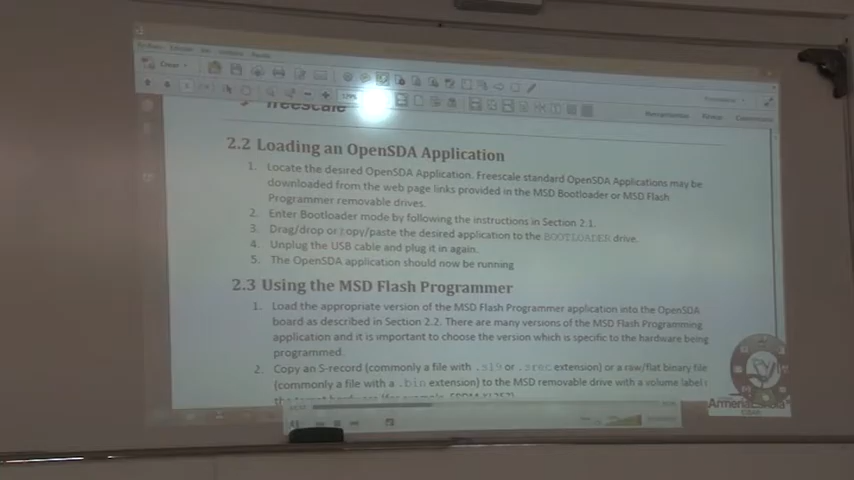 Create
freescale
2.2 Loading an OpenSDA Application
1. Locate the desired OpenSDA Application. Freescale standard OpenSDA Applications may be
downloaded from the web page links provided in the MSD Bootloader or MSD Flash
Programmer removable drives.
2. Enter Bootloader mode by following the instructions in Section 2.1.
3. Drag/drop or copy/paste the desired application to the BOOTLOADER drive.
4. Unplug the USB cable and plug it in again.
5. The OpenSDA application should now be running
2.3 Using the MSD Flash Programmer
1. Load the appropriate version of the MSD Flash Programmer application into the OpenSDA
board as described in Section 2.2. There are many versions of the MSD Flash Programming
application and it is important to choose the version which is specific to the hardware being
programmed.
2. Copy an S-record (commonly a file with .s19 or .srec extension) or a raw/flat binary file
(commonly a file with a .bin extension) to the MSD removable drive with a volume label